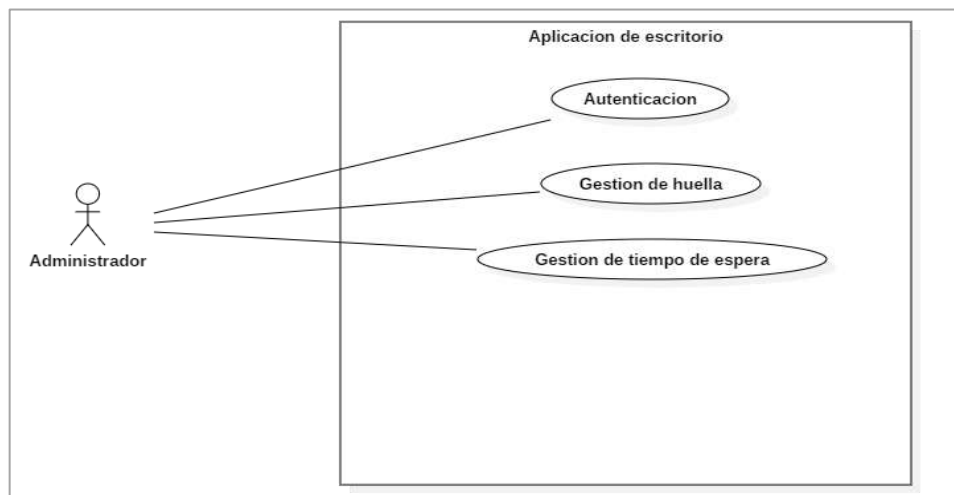 Aplicacion de escritorio
Autenticacion
Gestion de huella
Administrador
Gestion de tiempo de espera